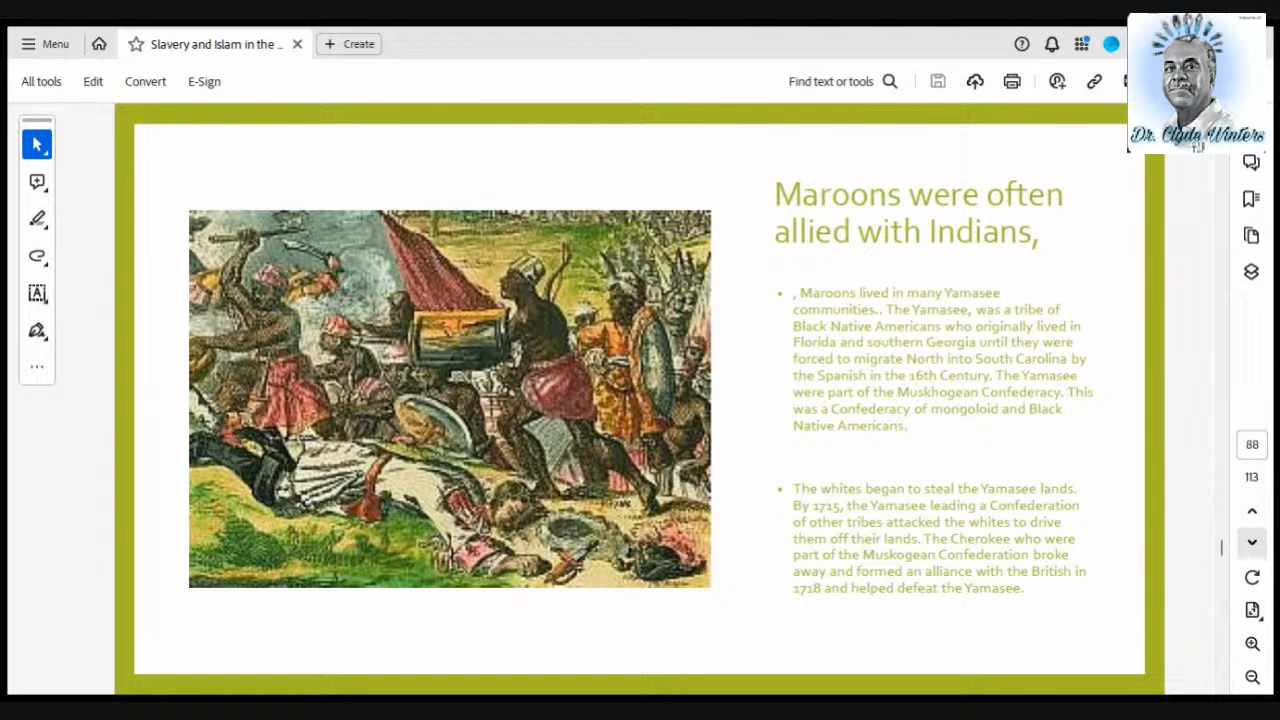 Menu
Slavery and Islam in the ...
Create
All tools
Edit
Convert
E-Sign
Find text or tools
Dr. Clyde Winters
Maroons were often
allied with Indians,
• , Maroons lived in many Yamasee
communities.. The Yamasee, was a tribe of
Black Native Americans who originally lived in
Florida and southern Georgia until they were
forced to migrate North into South Carolina by
the Spanish in the 16th Century. The Yamasee
were part of the Muskhogean Confederacy. This
was a Confederacy of mongoloid and Black
Native Americans.
• The whites began to steal the Yamasee lands.
By 1715, the Yamasee leading a Confederation
of other tribes attacked the whites to drive
them off their lands. The Cherokee who were
part of the Muskogean Confederation broke
away and formed an alliance with the British in
1718 and helped defeat the Yamasee.
88
113